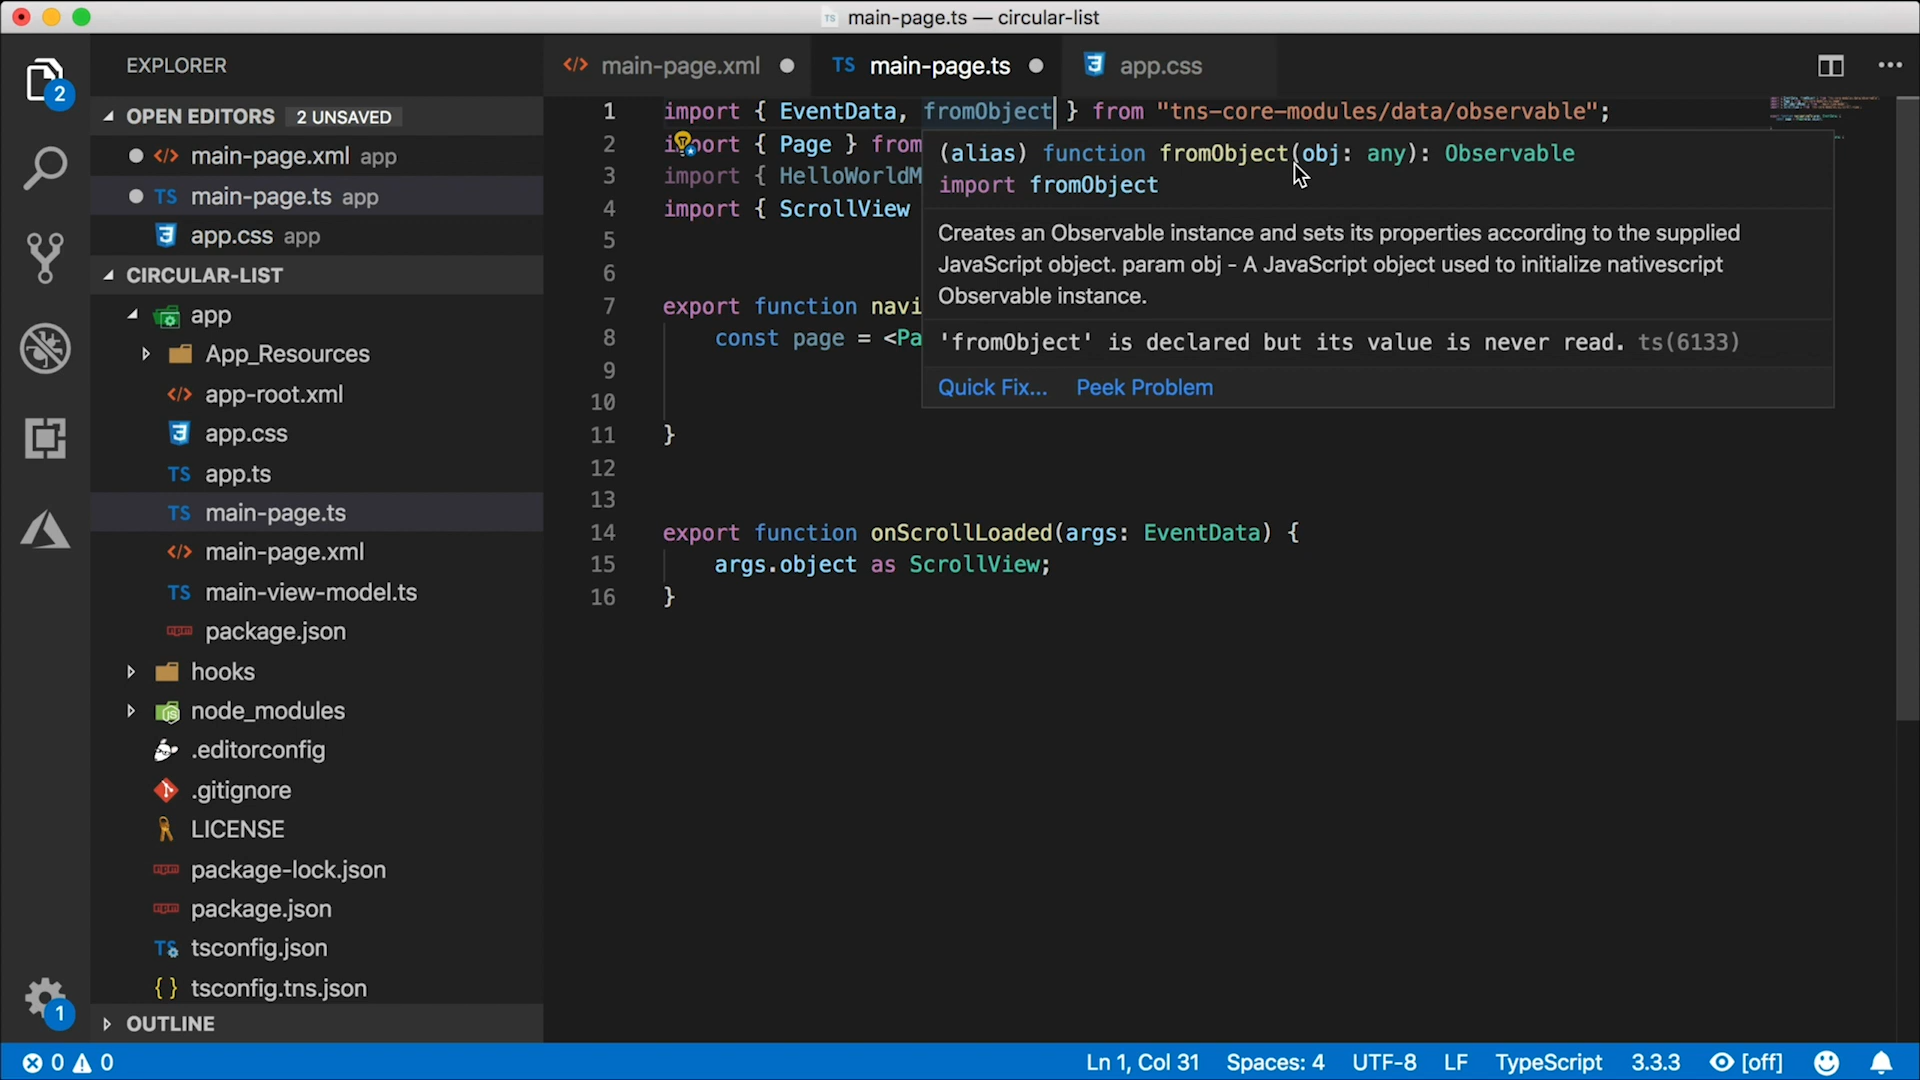 main-page.ts — circular-list
EXPLORER
OPEN EDITORS 2 UNSAVED
main-page.xml app
TS main-page.ts app
app.css app
CIRCULAR-LIST
app
App_Resources
app-root.xml
app.css
TS app.ts
TS main-page.ts
main-page.xml
TS main-view-model.ts
package.json
hooks
node_modules
.editorconfig
.gitignore
LICENSE
package-lock.json
package.json
TS tsconfig.json
{ } tsconfig.tns.json
OUTLINE
2
1
main-page.xml
TS main-page.ts
app.css
1 import { EventData, fromObject } from "tns-core-modules/data/observable";
2 import { Page } from
3 import { HelloWorldM
4 import { ScrollView
5
6
7 export function navi
8 const page = <Pa
9
10
11 }
12
13
14 export function onScrollLoaded(args: EventData) {
15 args.object as ScrollView;
16 }
(alias) function fromObject(obj: any): Observable
import fromObject
Creates an Observable instance and sets its properties according to the supplied
JavaScript object. param obj - A JavaScript object used to initialize nativescript
Observable instance.
'fromObject' is declared but its value is never read. ts(6133)
Quick Fix... Peek Problem
0 0
Ln 1, Col 31 Spaces: 4 UTF-8 LF TypeScript 3.3.3 [off]